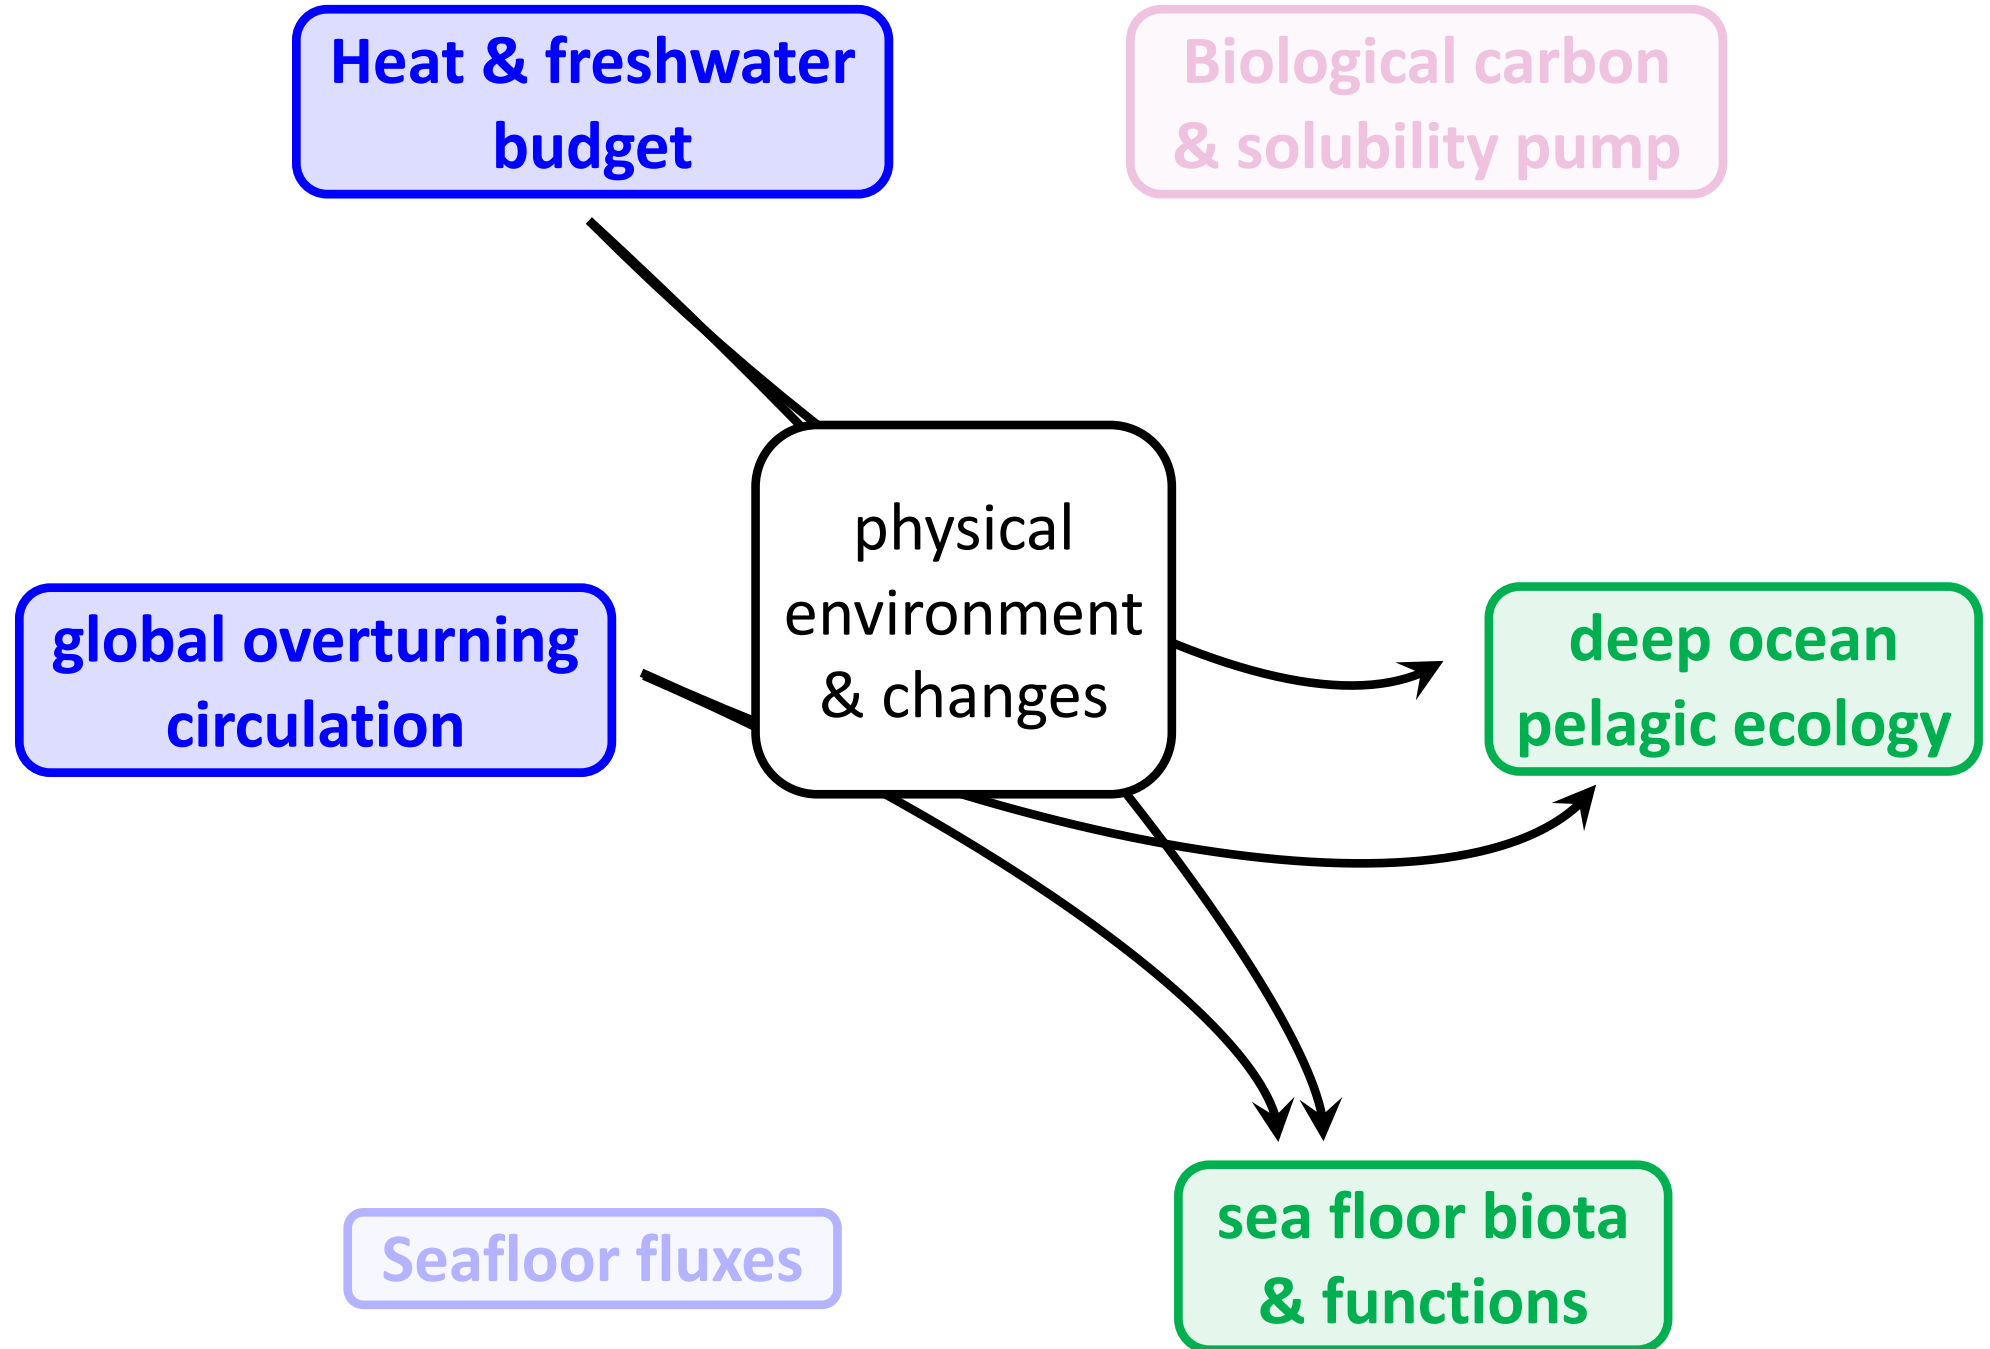 Heat & freshwater
budget
Biological carbon
& solubility pump
physical
environment
& changes
global overturning
circulation
deep ocean
pelagic ecology
Seafloor fluxes
sea floor biota
& functions